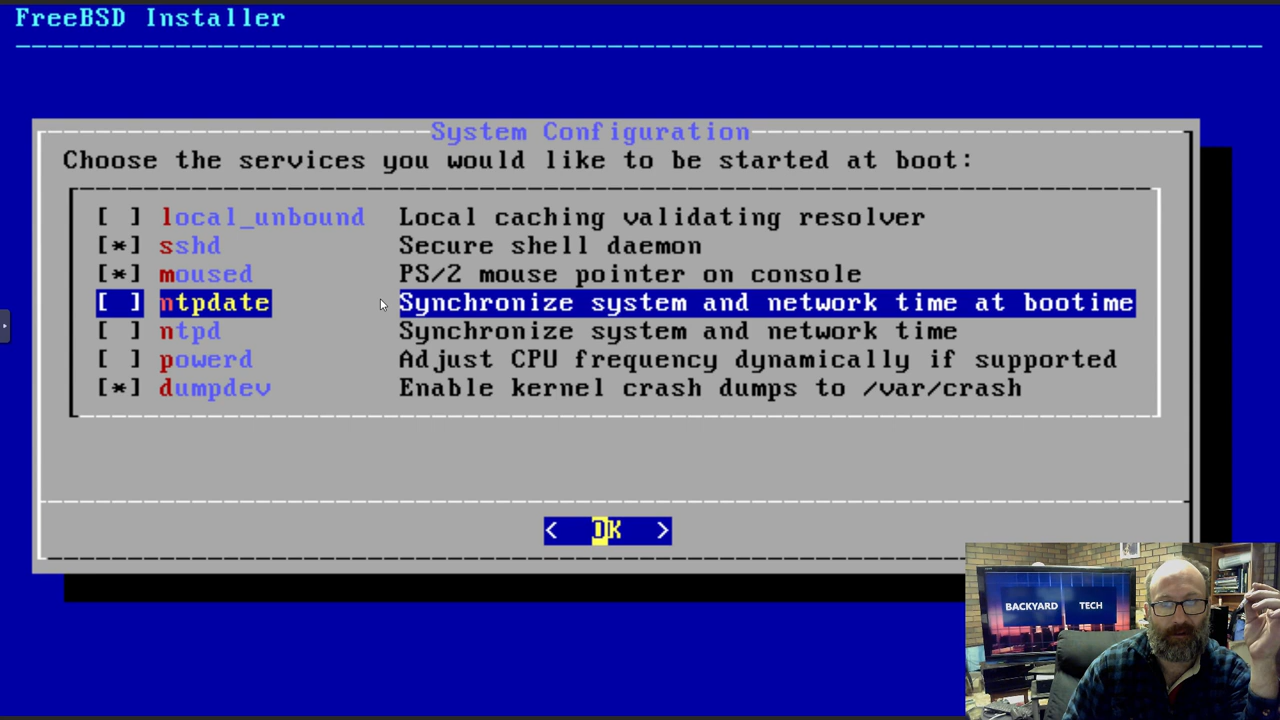 FreeBSD Installer
System Configuration
Choose the services you would like to be started at boot:
[ ] local_unbound Local caching validating resolver
[*] sshd Secure shell daemon
[*] moused PS/2 mouse pointer on console
[ ] ntpdate Synchronize system and network time at bootime
[ ] ntpd Synchronize system and network time
[ ] powerd Adjust CPU frequency dynamically if supported
[*] dumpdev Enable kernel crash dumps to /var/crash
< OK >
BACKYARD TECH